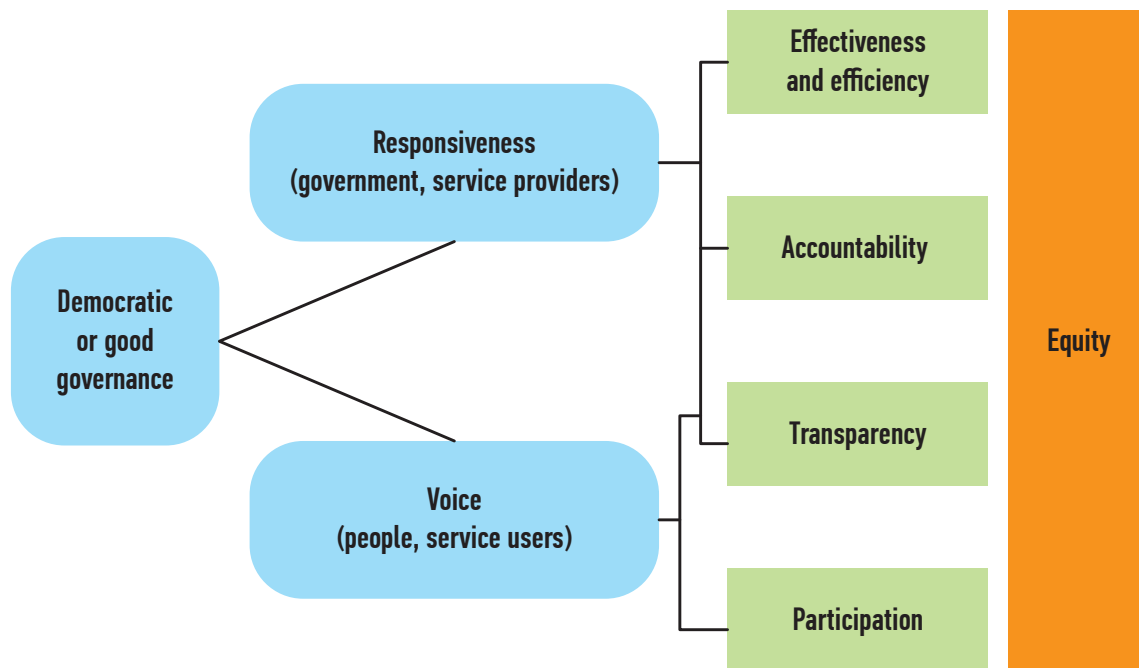 Effectiveness
and efficiency
Responsiveness
(government, service providers)
Accountability
Democratic
or good
governance
Equity
Transparency
Voice
(people, service users)
Participation